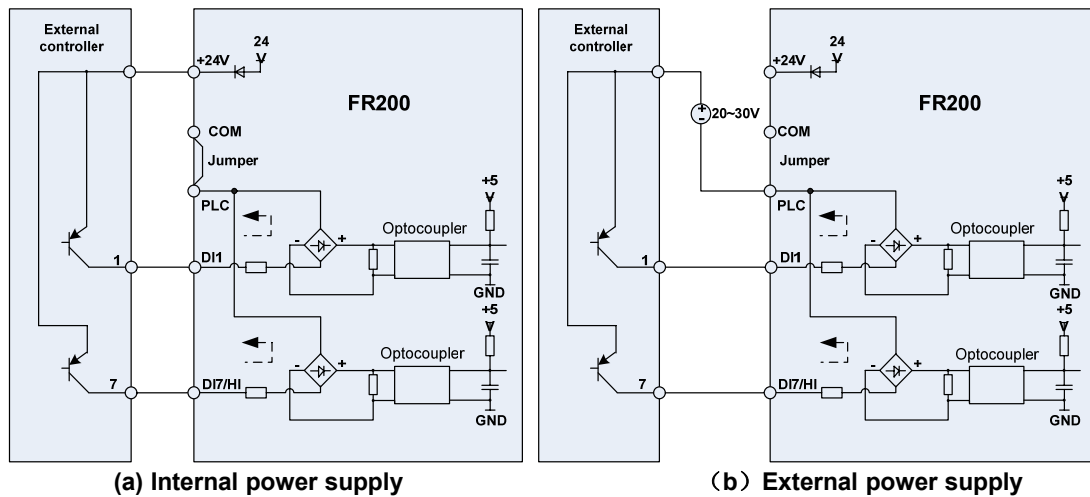 External
controller
24
V
+24V
FR200
COM
Jumper
PLC
+5
V
Optocoupler
-
+
1
DI1
GND
+5
V
Optocoupler
-
+
7
DI7/HI
GND
(a) Internal power supply
External
controller
24
V
+24V
FR200
+
-
20~30V
COM
Jumper
PLC
+5
V
Optocoupler
-
+
1
DI1
GND
+5
V
Optocoupler
-
+
7
DI7/HI
GND
（b）External power supply